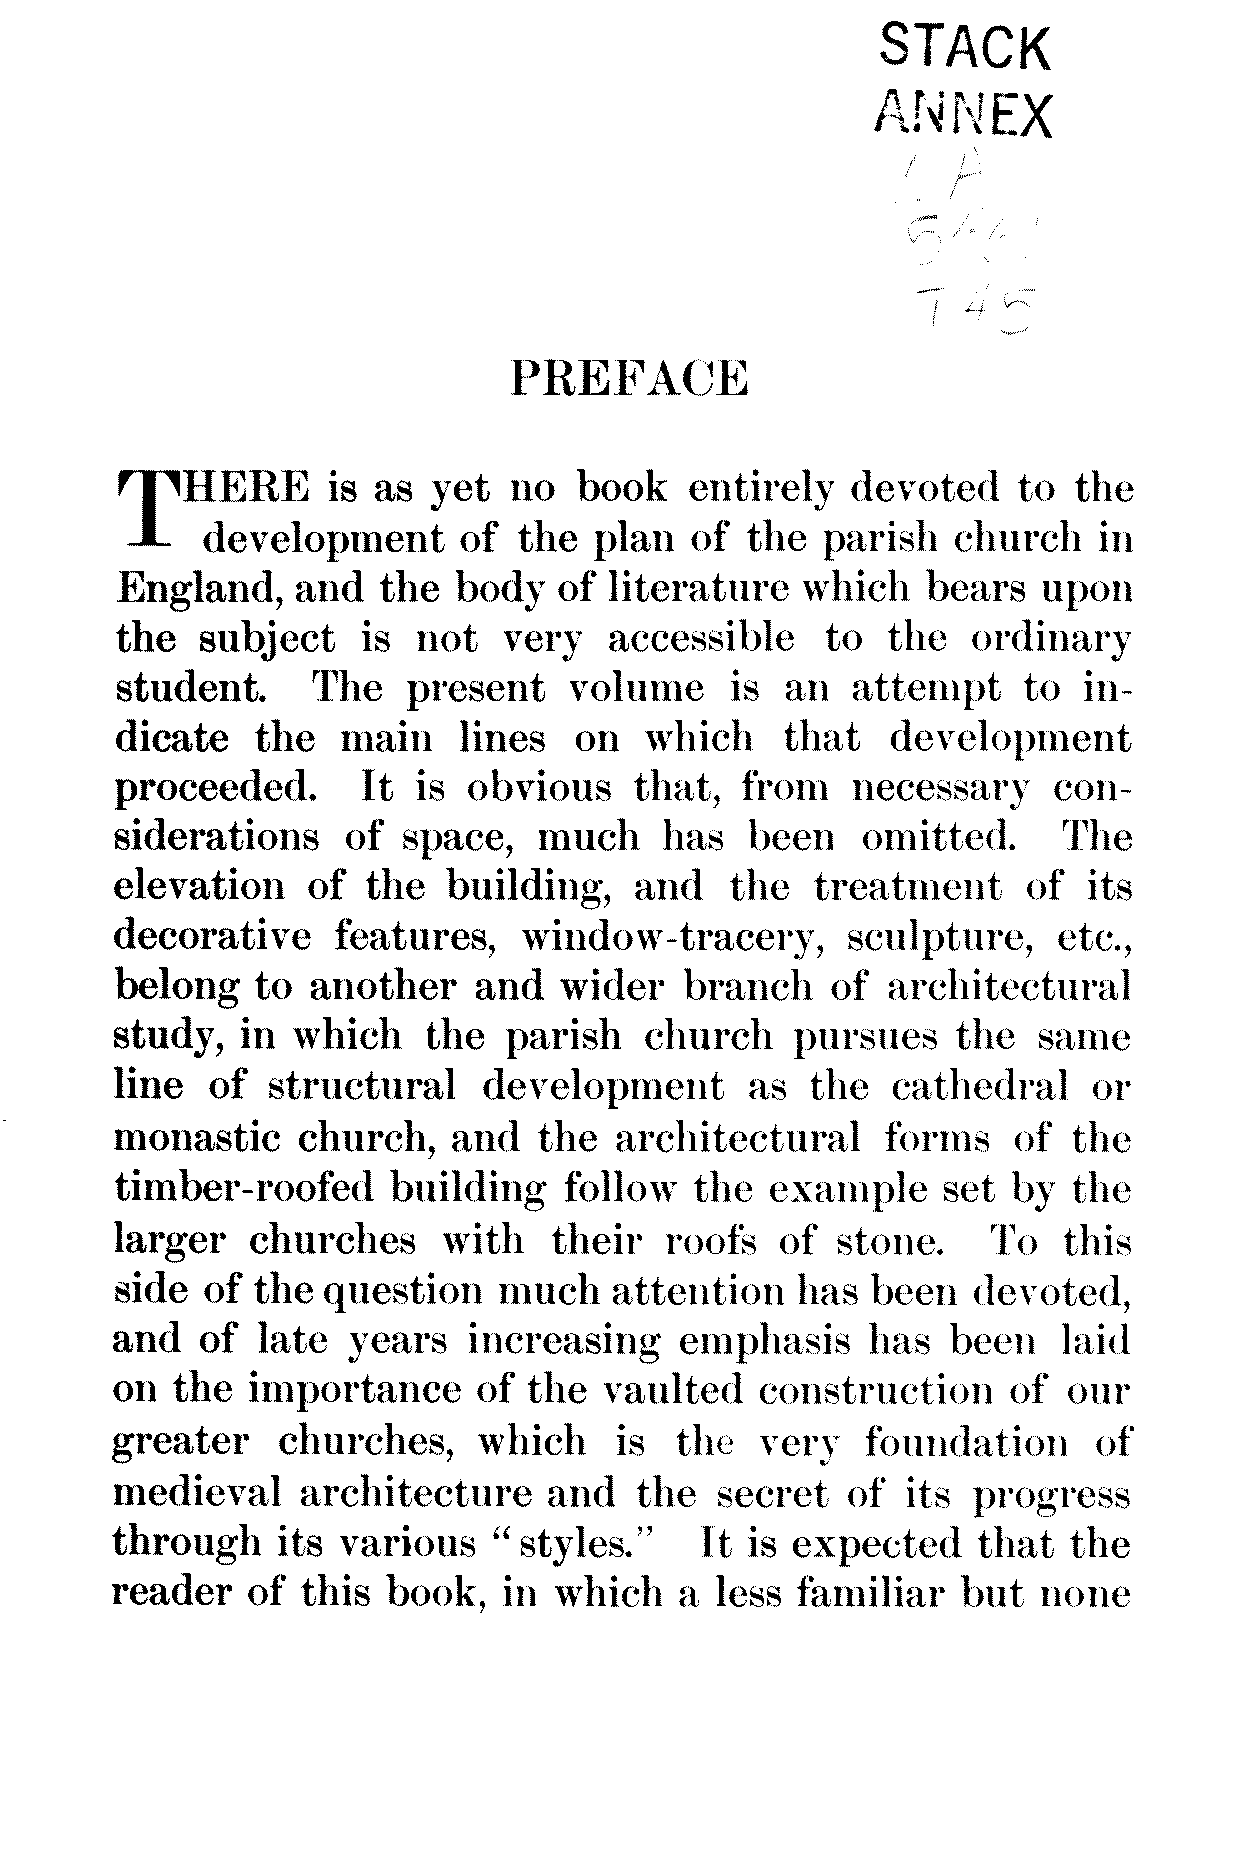 STACK
ANNEX
T45
PREFACE
THERE is as yet no book entirely devoted to the
development of the plan of the parish church in
England, and the body of literature which bears upon
the subject is not very accessible to the ordinary
student. The present volume is an attempt to in-
dicate the main lines on which that development
proceeded. It is obvious that, from necessary con-
siderations of space, much has been omitted. The
elevation of the building, and the treatment of its
decorative features, window-tracery, sculpture, etc.,
belong to another and wider branch of architectural
study, in which the parish church pursues the same
line of structural development as the cathedral or
monastic church, and the architectural forms of the
timber-roofed building follow the example set by the
larger churches with their roofs of stone. To this
side of the question much attention has been devoted,
and of late years increasing emphasis has been laid
on the importance of the vaulted construction of our
greater churches, which is the very foundation of
medieval architecture and the secret of its progress
through its various “styles.” It is expected that the
reader of this book, in which a less familiar but none